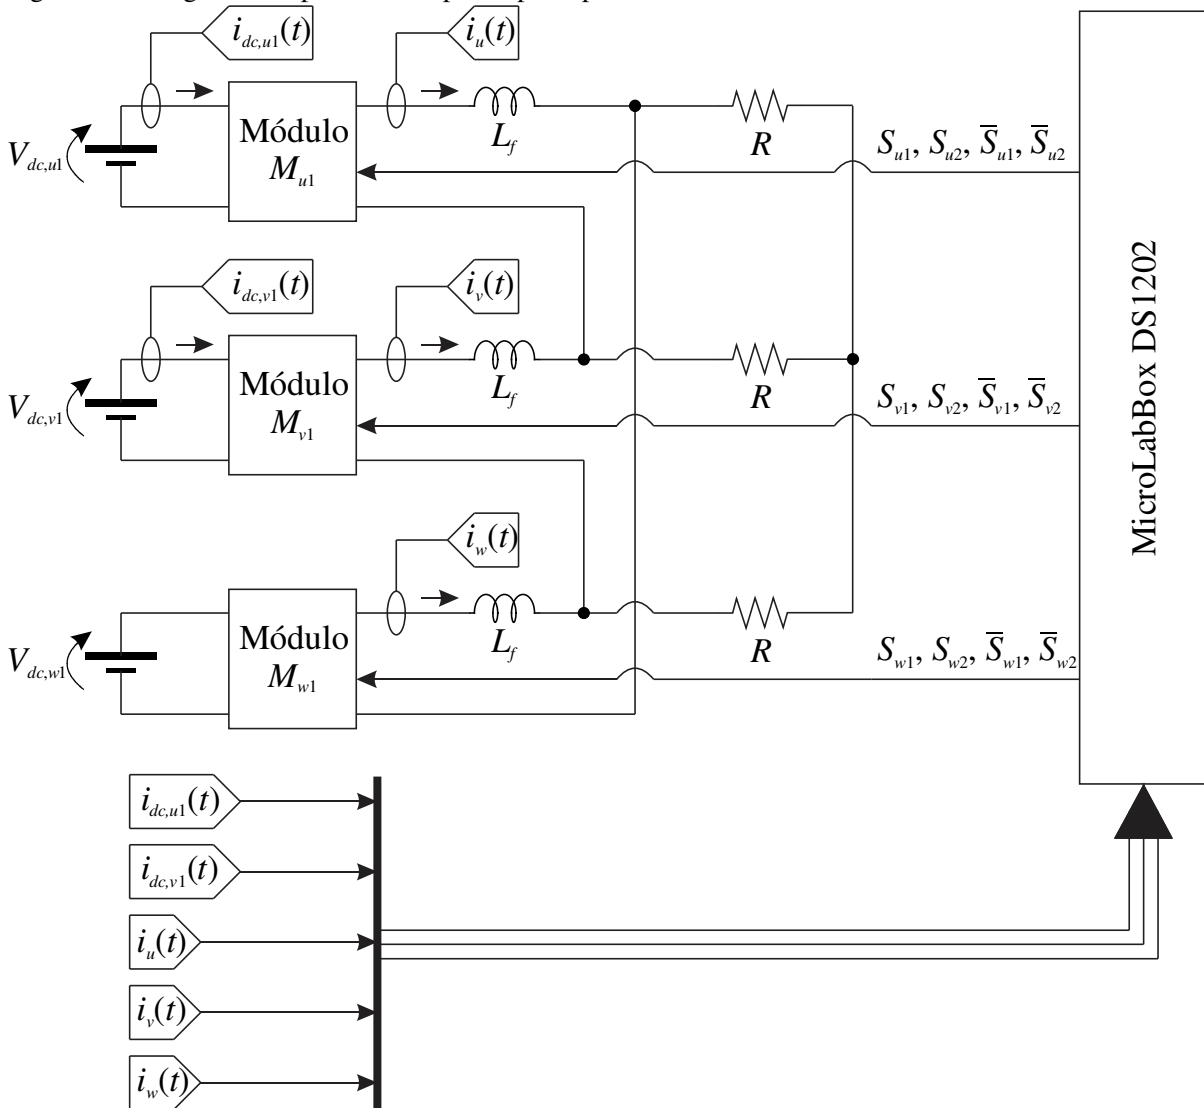 i_{dc,u1}(t)
i_u(t)
V_{dc,u1}
Módulo
M_{u1}
L_f
R
S_{u1}, S_{u2}, S̅_{u1}, S̅_{u2}
i_{dc,v1}(t)
i_v(t)
V_{dc,v1}
Módulo
M_{v1}
L_f
R
S_{v1}, S_{v2}, S̅_{v1}, S̅_{v2}
i_w(t)
V_{dc,w1}
Módulo
M_{w1}
L_f
R
S_{w1}, S_{w2}, S̅_{w1}, S̅_{w2}
MicroLabBox DS1202
i_{dc,u1}(t)
i_{dc,v1}(t)
i_u(t)
i_v(t)
i_w(t)